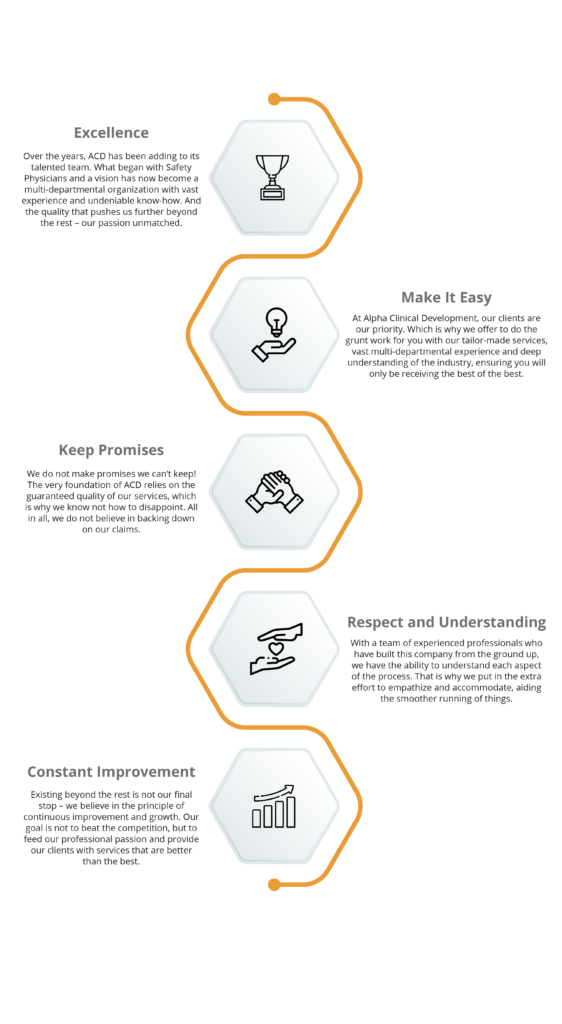 Excellence
Over the years, ACD has been adding to its
talented team. What began with Safety
Physicians and a vision has now become a
multi-departmental organization with vast
experience and undeniable know-how. And
the quality that pushes us further beyond
the rest – our passion unmatched.
Make It Easy
At Alpha Clinical Development, our clients are
our priority. Which is why we offer to do the
grunt work for you with our tailor-made services,
vast multi-departmental experience and deep
understanding of the industry, ensuring you will
only be receiving the best of the best.
Keep Promises
We do not make promises we can't keep!
The very foundation of ACD relies on the
guaranteed quality of our services, which
is why we know not how to disappoint. All
in all, we do not believe in backing down
on our claims.
Respect and Understanding
With a team of experienced professionals who
have built this company from the ground up,
we have the ability to understand each aspect
of the process. That is why we put in the extra
effort to empathize and accommodate, aiding
the smoother running of things.
Constant Improvement
Existing beyond the rest is not our final
stop – we believe in the principle of
continuous improvement and growth. Our
goal is not to beat the competition, but to
feed our professional passion and provide
our clients with services that are better
than the best.